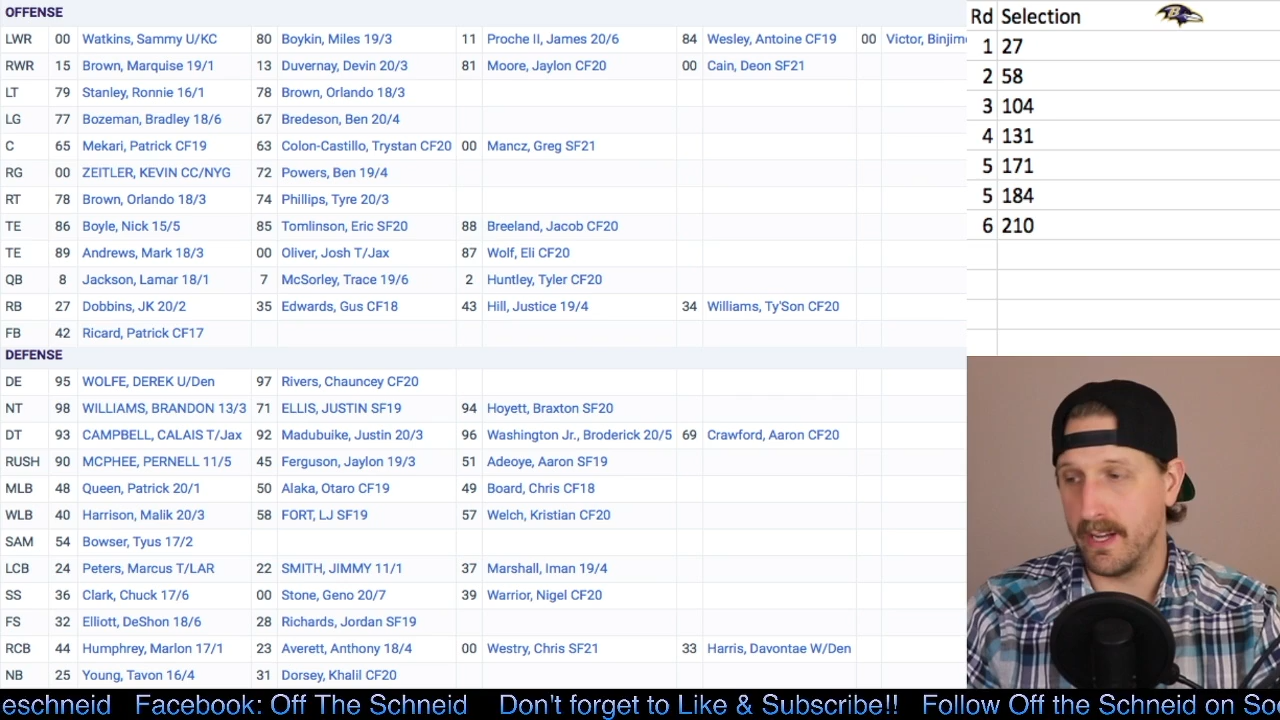 OFFENSE
LWR 00 Watkins, Sammy U/KC 80 Boykin, Miles 19/3 11 Proche II, James 20/6 84 Wesley, Antoine CF19 00 Victor, Binjim
RWR 15 Brown, Marquise 19/1 13 Duvernay, Devin 20/3 81 Moore, Jaylon CF20 00 Cain, Deon SF21
LT 79 Stanley, Ronnie 16/1 78 Brown, Orlando 18/3
LG 77 Bozeman, Bradley 18/6 67 Bredeson, Ben 20/4
C 65 Mekari, Patrick CF19 63 Colon-Castillo, Trystan CF20 00 Mancz, Greg SF21
RG 00 ZEITLER, KEVIN CC/NYG 72 Powers, Ben 19/4
RT 78 Brown, Orlando 18/3 74 Phillips, Tyre 20/3
TE 86 Boyle, Nick 15/5 85 Tomlinson, Eric SF20 88 Breeland, Jacob CF20
TE 89 Andrews, Mark 18/3 00 Oliver, Josh T/Jax 87 Wolf, Eli CF20
QB 8 Jackson, Lamar 18/1 7 McSorley, Trace 19/6 2 Huntley, Tyler CF20
RB 27 Dobbins, JK 20/2 35 Edwards, Gus CF18 43 Hill, Justice 19/4 34 Williams, Ty'Son CF20
FB 42 Ricard, Patrick CF17
DEFENSE
DE 95 WOLFE, DEREK U/Den 97 Rivers, Chauncey CF20
NT 98 WILLIAMS, BRANDON 13/3 71 ELLIS, JUSTIN SF19 94 Hoyett, Braxton SF20
DT 93 CAMPBELL, CALAIS T/Jax 92 Madubuike, Justin 20/3 96 Washington Jr., Broderick 20/5 69 Crawford, Aaron CF20
RUSH 90 MCPHEE, PERNELL 11/5 45 Ferguson, Jaylon 19/3 51 Adeoye, Aaron SF19
MLB 48 Queen, Patrick 20/1 50 Alaka, Otaro CF19 49 Board, Chris CF18
WLB 40 Harrison, Malik 20/3 58 FORT, LJ SF19 57 Welch, Kristian CF20
SAM 54 Bowser, Tyus 17/2
LCB 24 Peters, Marcus T/LAR 22 SMITH, JIMMY 11/1 37 Marshall, Iman 19/4
SS 36 Clark, Chuck 17/6 00 Stone, Geno 20/7 39 Warrior, Nigel CF20
FS 32 Elliott, DeShon 18/6 28 Richards, Jordan SF19
RCB 44 Humphrey, Marlon 17/1 23 Averett, Anthony 18/4 00 Westry, Chris SF21 33 Harris, Davontae W/Den
NB 25 Young, Tavon 16/4 31 Dorsey, Khalil CF20
Rd Selection
1 27
2 58
3 104
4 131
5 171
5 184
6 210
eschneid Facebook: Off The Schneid Don't forget to Like & Subscribe!! Follow Off the Schneid on So